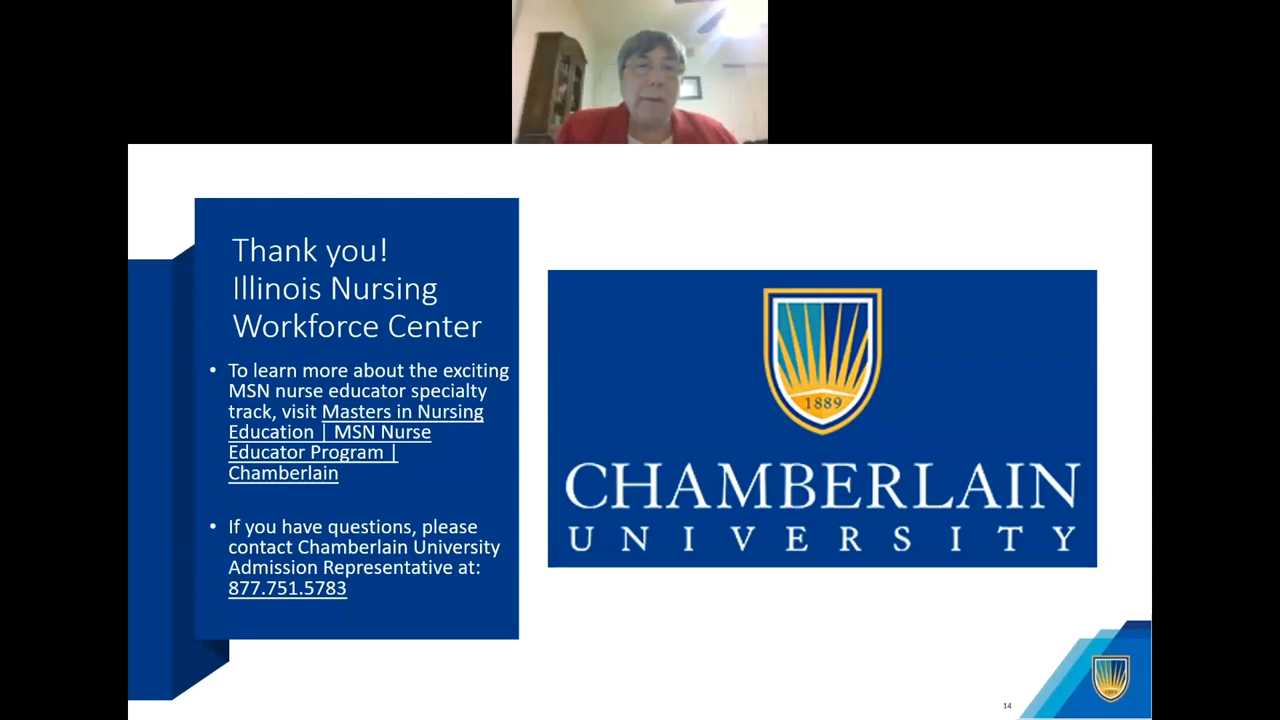 Thank you!
Illinois Nursing
Workforce Center
• To learn more about the exciting
MSN nurse educator specialty
track, visit Masters in Nursing
Education | MSN Nurse
Educator Program |
Chamberlain
• If you have questions, please
contact Chamberlain University
Admission Representative at:
877.751.5783
1889
CHAMBERLAIN
UNIVERSITY
14
1889